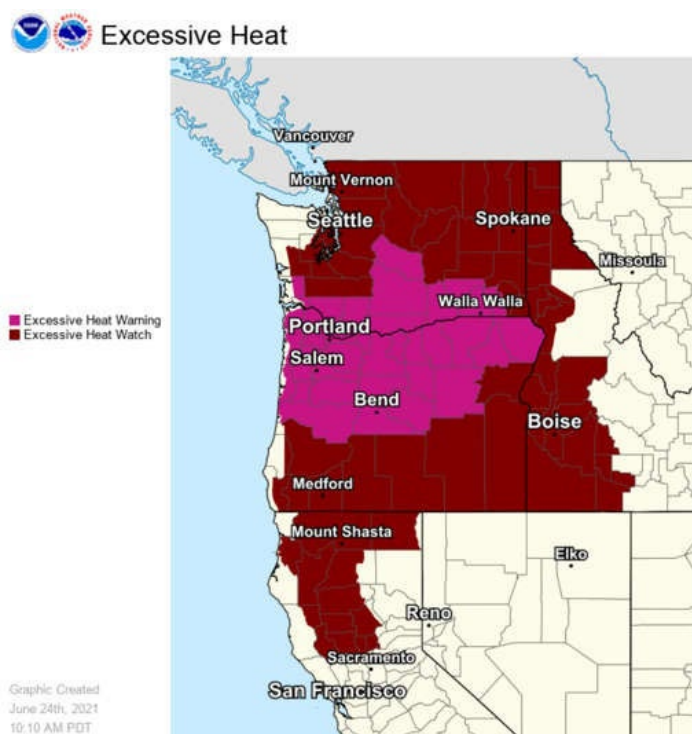 Excessive Heat
Vancouver
Mount Vernon
Seattle
Spokane
Missoula
Excessive Heat Warning
Excessive Heat Watch
Walla Walla
Portland
Salem
Bend
Boise
Medford
Mount Shasta
Elko
Reno
Sacramento
San Francisco
Graphic Created
June 24th, 2021
10:10 AM PDT